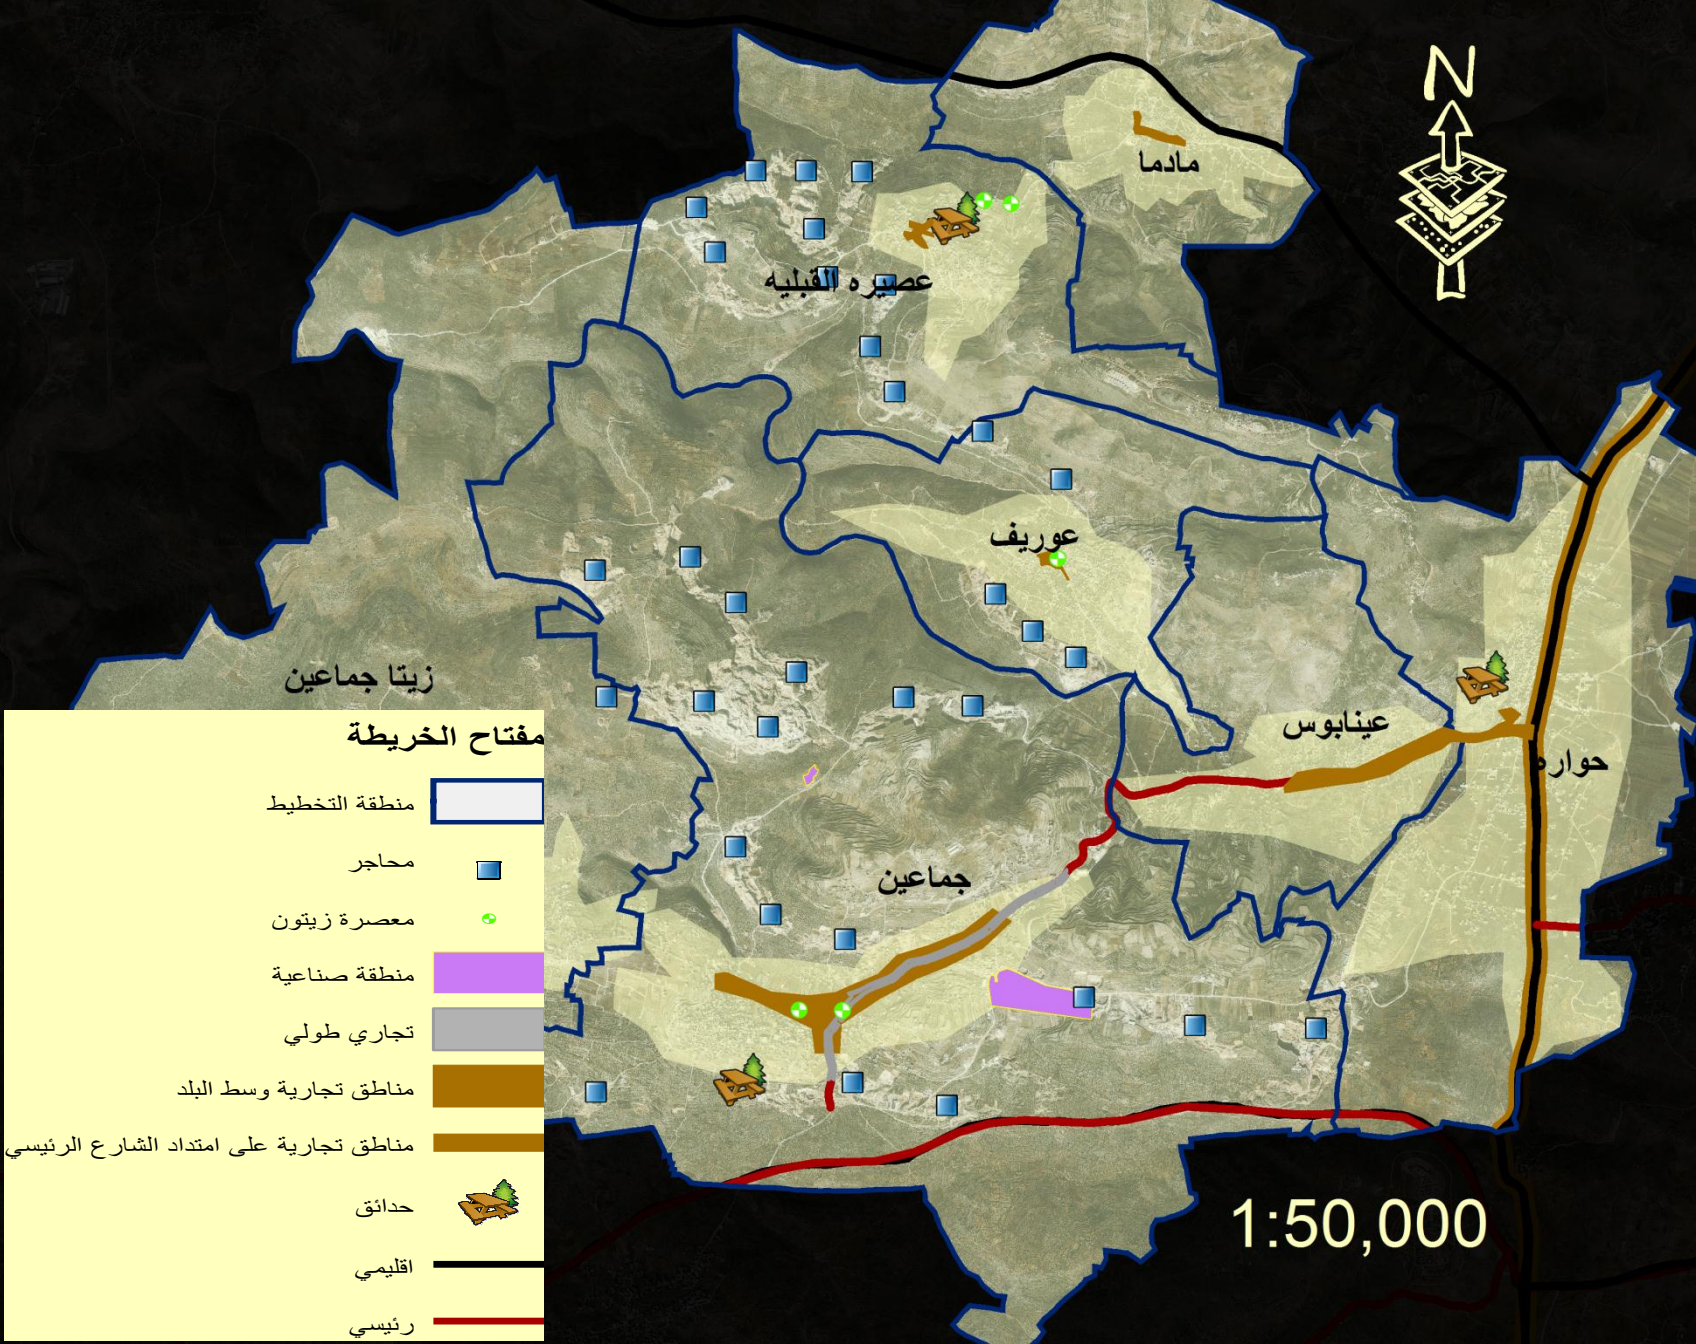 N
مادما
عصيره القبليه
عوريف
زيتا جماعين
عينابوس
حواره
جماعين
مفتاح الخريطة
منطقة التخطيط
محاجر
معصرة زيتون
منطقة صناعية
تجاري طولي
مناطق تجارية وسط البلد
مناطق تجارية على امتداد الشارع الرئيسي
حدائق
اقليمي
رئيسي
1:50,000